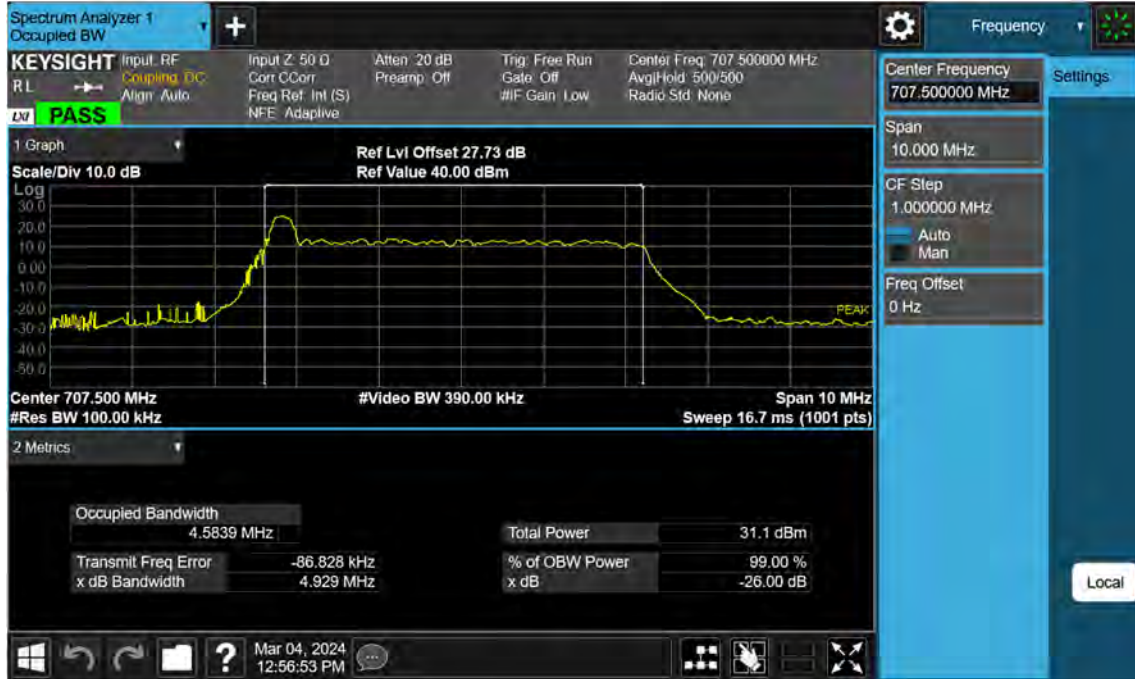 Spectrum Analyzer 1
Occupied BW
+
Frequency
KEYSIGHT
Input: RF
Input Z: 50 Ω
Atten: 20 dB
Trig: Free Run
Center Freq: 707.500000 MHz
RL
Coupling: DC
Corr CCorr
Preamp: Off
Gate: Off
Avg|Hold: 500/500
Align: Auto
Freq Ref: Int (S)
#IF Gain: Low
Radio Std: None
NFE: Adaptive
LXI
PASS
Center Frequency
707.500000 MHz
Settings
Span
10.000 MHz
CF Step
1.000000 MHz
Auto
Man
Freq Offset
0 Hz
1 Graph
Ref Lvl Offset 27.73 dB
Scale/Div 10.0 dB
Ref Value 40.00 dBm
Log
30.0
20.0
10.0
0.00
-10.0
-20.0
-30.0
-40.0
-50.0
PEAK
Center 707.500 MHz
#Video BW 390.00 kHz
Span 10 MHz
#Res BW 100.00 kHz
Sweep 16.7 ms (1001 pts)
2 Metrics
Occupied Bandwidth
4.5839 MHz
Total Power 31.1 dBm
Transmit Freq Error -86.828 kHz
% of OBW Power 99.00 %
x dB Bandwidth 4.929 MHz
x dB -26.00 dB
Local
?
Mar 04, 2024
12:56:53 PM